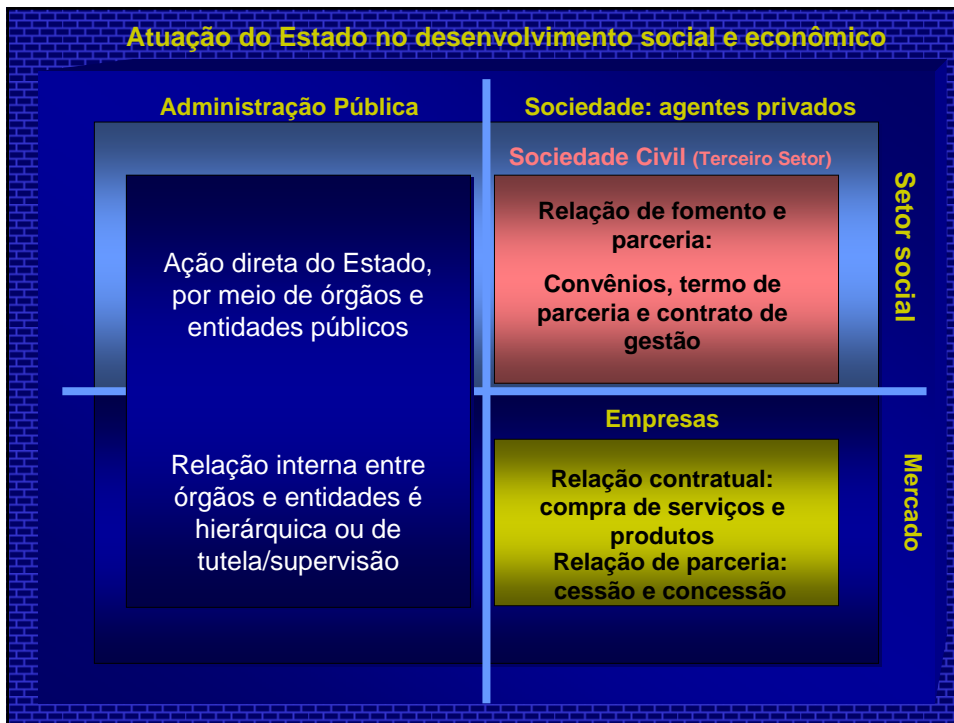 Atuação do Estado no desenvolvimento social e econômico
Administração Pública
Sociedade: agentes privados
Sociedade Civil (Terceiro Setor)
Ação direta do Estado,
por meio de órgãos e
entidades públicos
Relação de fomento e
parceria:
Convênios, termo de
parceria e contrato de
gestão
Setor social
Relação interna entre
órgãos e entidades é
hierárquica ou de
tutela/supervisão
Empresas
Relação contratual:
compra de serviços e
produtos
Relação de parceria:
cessão e concessão
Mercado